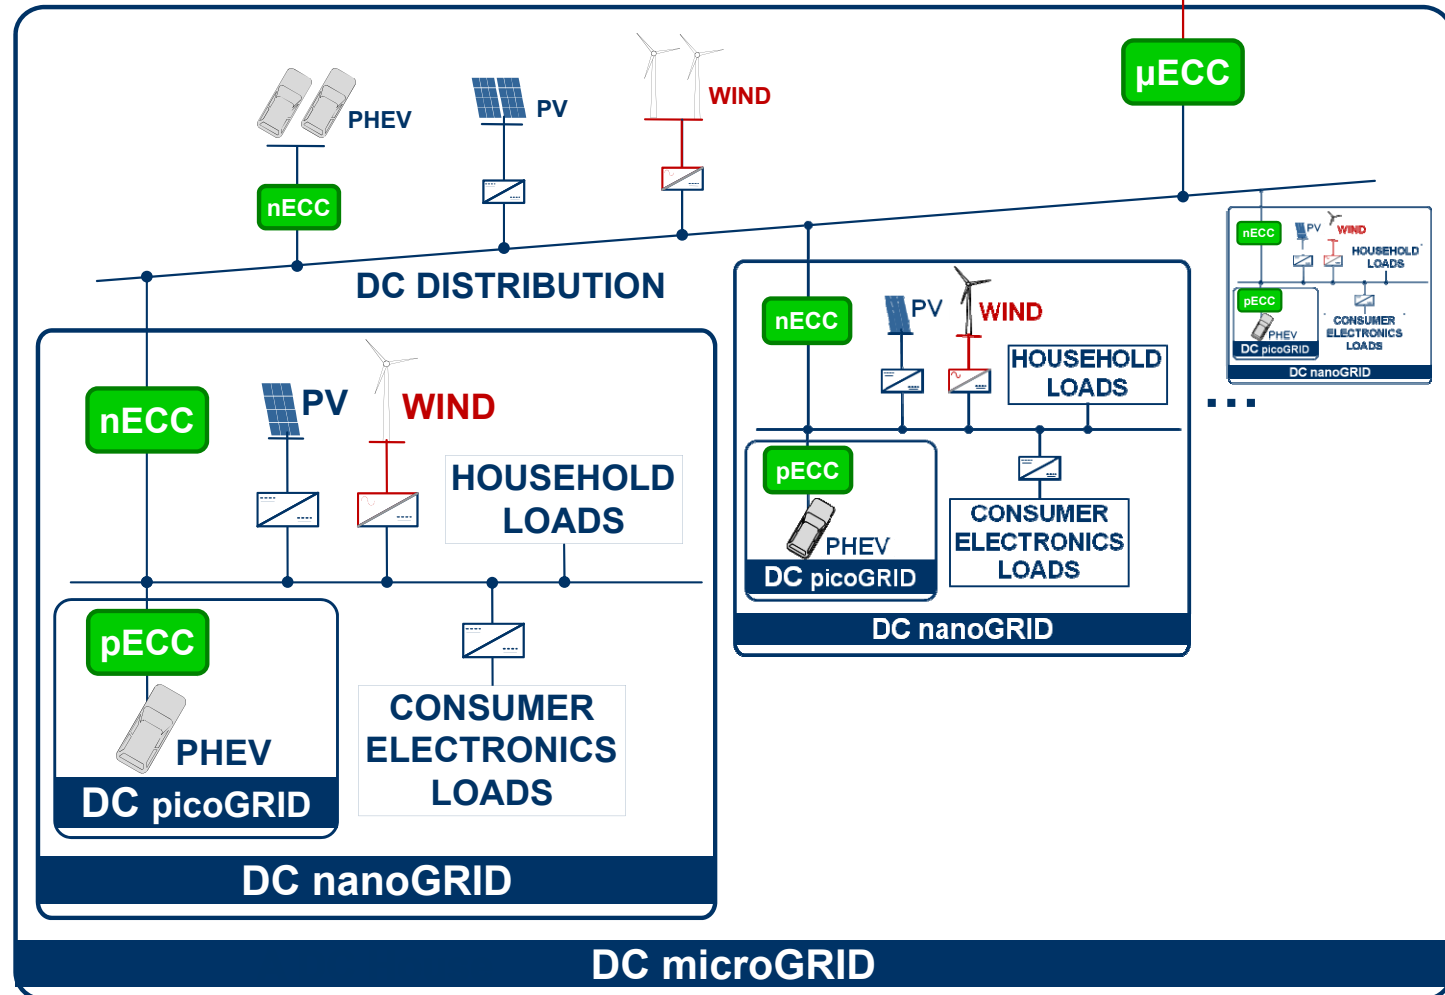 µECC
PHEV
PV
WIND
nECC
DC DISTRIBUTION
nECC
PV
WIND
HOUSEHOLD
LOADS
pECC
PHEV
DC picoGRID
CONSUMER
ELECTRONICS
LOADS
DC nanoGRID
nECC
PV
WIND
HOUSEHOLD
LOADS
pECC
PHEV
DC picoGRID
CONSUMER
ELECTRONICS
LOADS
DC nanoGRID
nECC
PV
WIND
HOUSEHOLD
LOADS
pECC
PHEV
DC picoGRID
CONSUMER
ELECTRONICS
LOADS
DC nanoGRID
...
DC microGRID